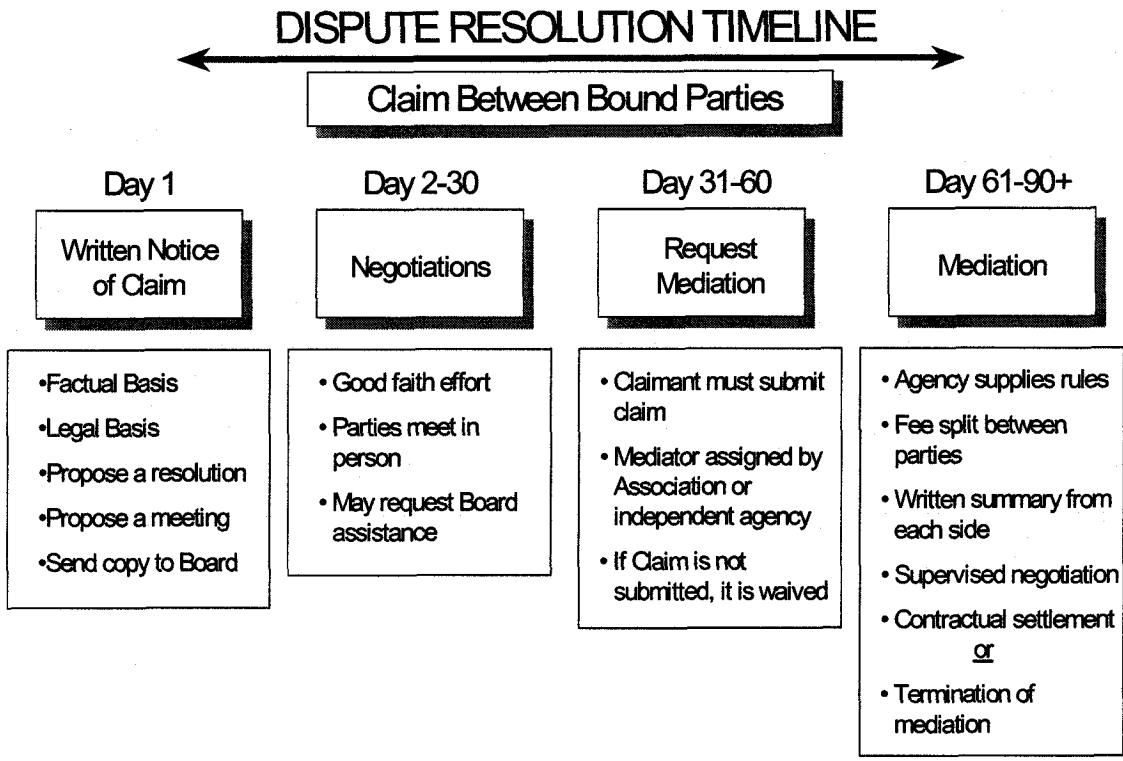 DISPUTE RESOLUTION TIMELINE
Claim Between Bound Parties
Day 1
Written Notice
of Claim
•Factual Basis
•Legal Basis
•Propose a resolution
•Propose a meeting
•Send copy to Board
Day 2-30
Negotiations
• Good faith effort
• Parties meet in
person
• May request Board
assistance
Day 31-60
Request
Mediation
• Claimant must submit
claim
• Mediator assigned by
Association or
independent agency
• If Claim is not
submitted, it is waived
Day 61-90+
Mediation
• Agency supplies rules
• Fee split between
parties
• Written summary from
each side
• Supervised negotiation
• Contractual settlement
or
• Termination of
mediation